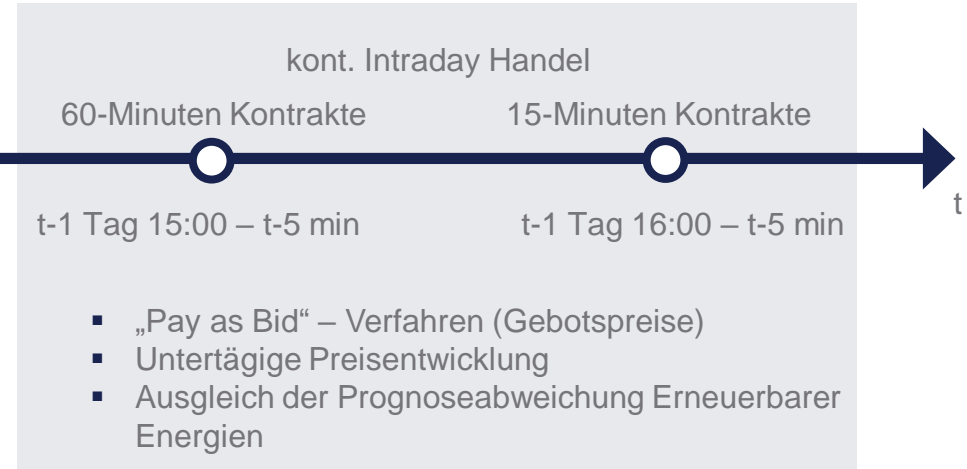 kont. Intraday Handel
60-Minuten Kontrakte
15-Minuten Kontrakte
t
t-1 Tag 15:00 – t-5 min
t-1 Tag 16:00 – t-5 min
▪ „Pay as Bid“ – Verfahren (Gebotspreise)
▪ Untertägige Preisentwicklung
▪ Ausgleich der Prognoseabweichung Erneuerbarer
Energien